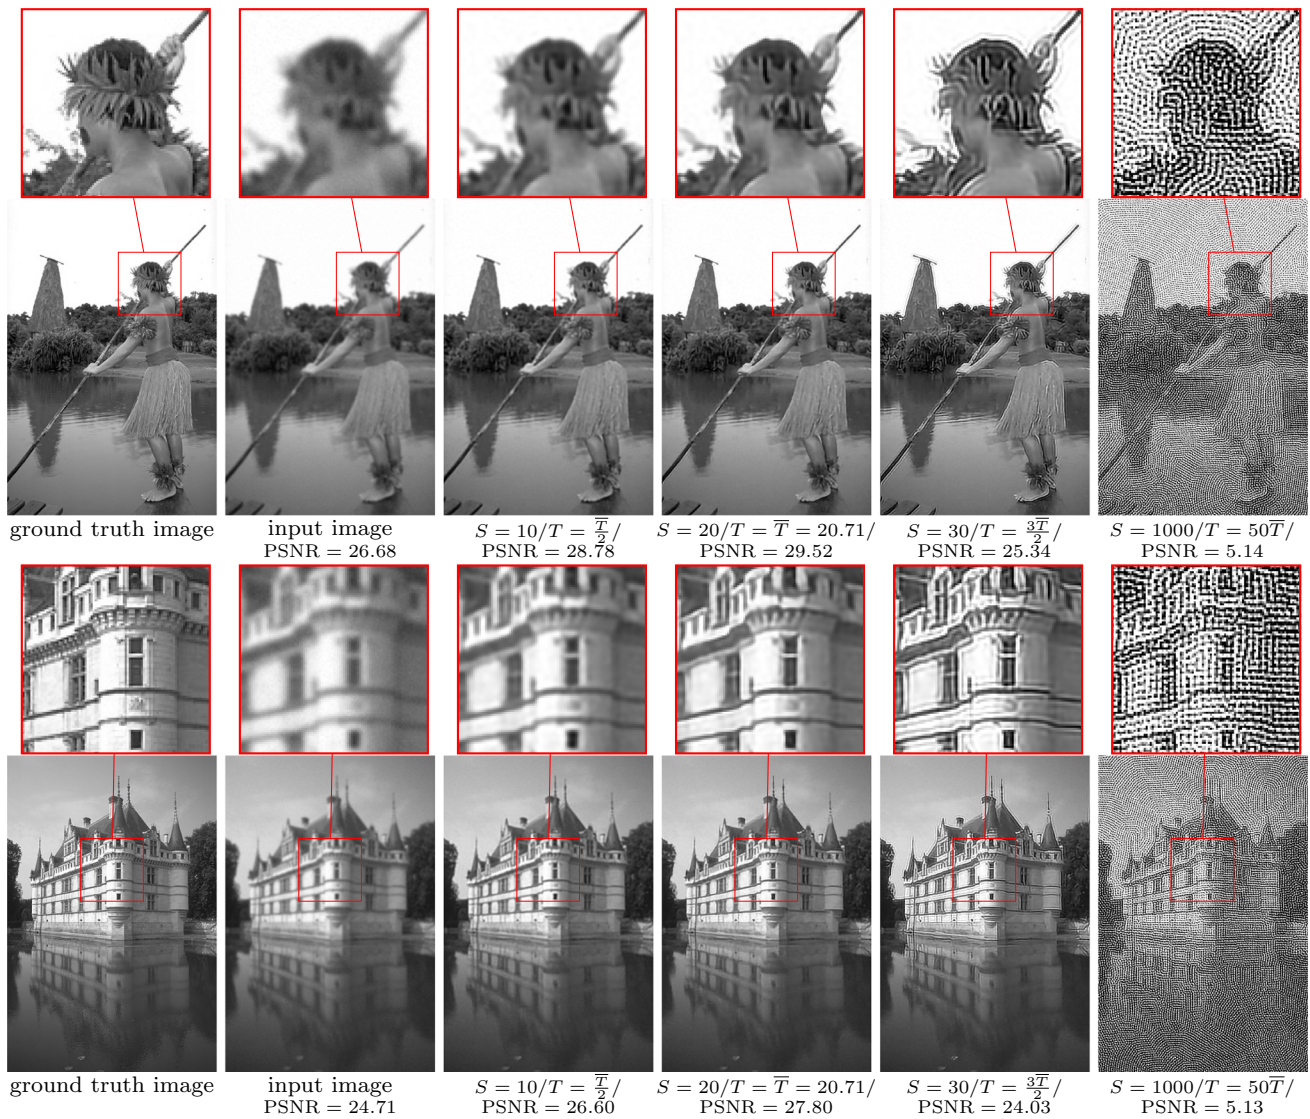 ground truth image
input image
PSNR = 26.68
S = 10/T = T̅/2/
PSNR = 28.78
S = 20/T = T̅ = 20.71/
PSNR = 29.52
S = 30/T = 3T̅/2/
PSNR = 25.34
S = 1000/T = 50T̅/
PSNR = 5.14
ground truth image
input image
PSNR = 24.71
S = 10/T = T̅/2/
PSNR = 26.60
S = 20/T = T̅ = 20.71/
PSNR = 27.80
S = 30/T = 3T̅/2/
PSNR = 24.03
S = 1000/T = 50T̅/
PSNR = 5.13